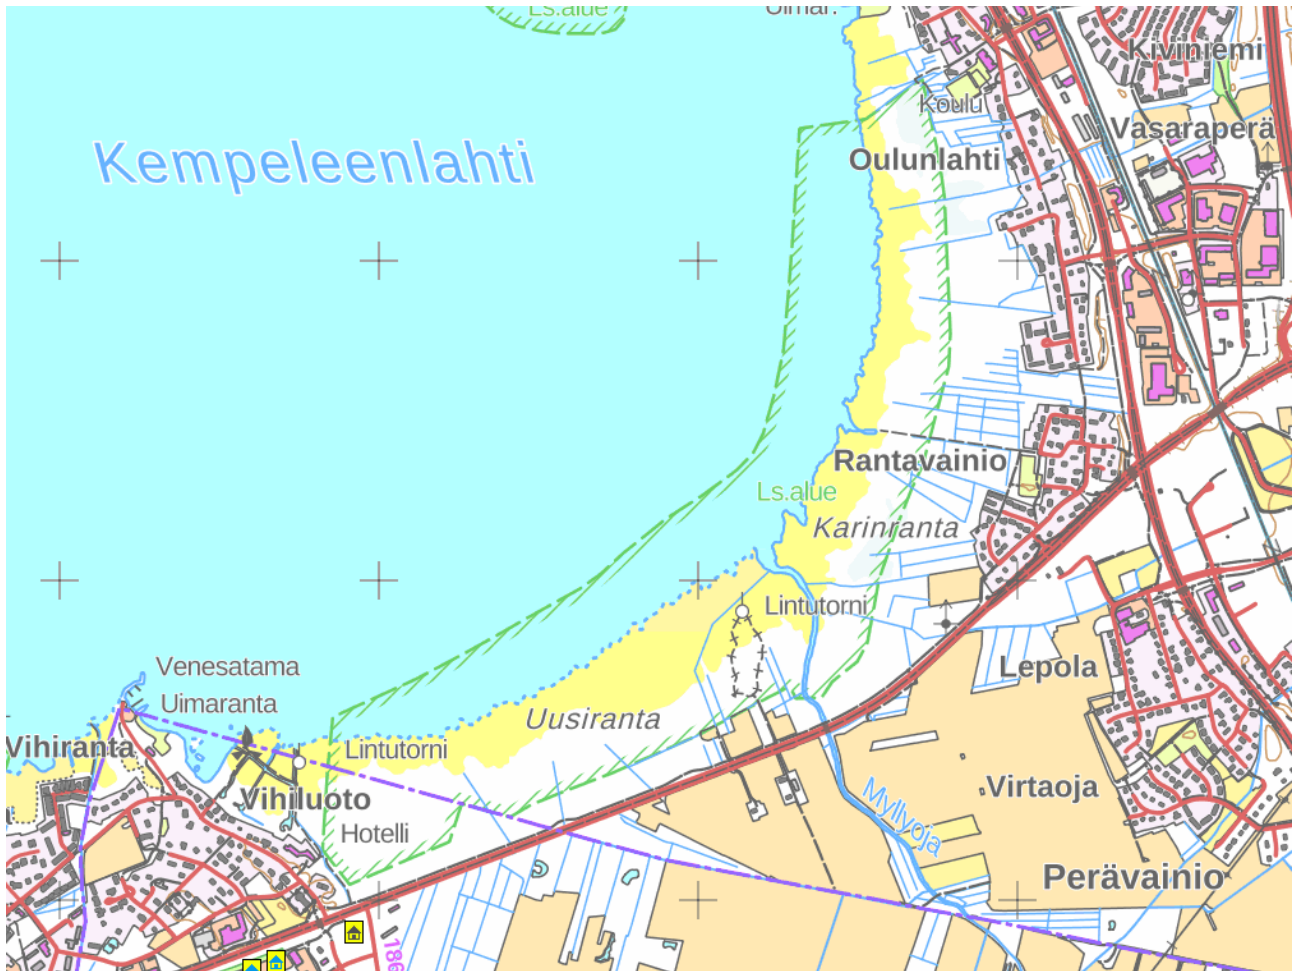 Ls.alue
Uimar.
Kiviniemi
Koulu
Vasaraperä
Kempeleenlahti
Oulunlahti
Rantavainio
Ls.alue
Karinranta
Lintutorni
Venesatama
Uimaranta
Lepola
Uusiranta
Vihiranta
Lintutorni
Vihiluoto
Virtaoja
Myllyoja
Hotelli
Perävainio